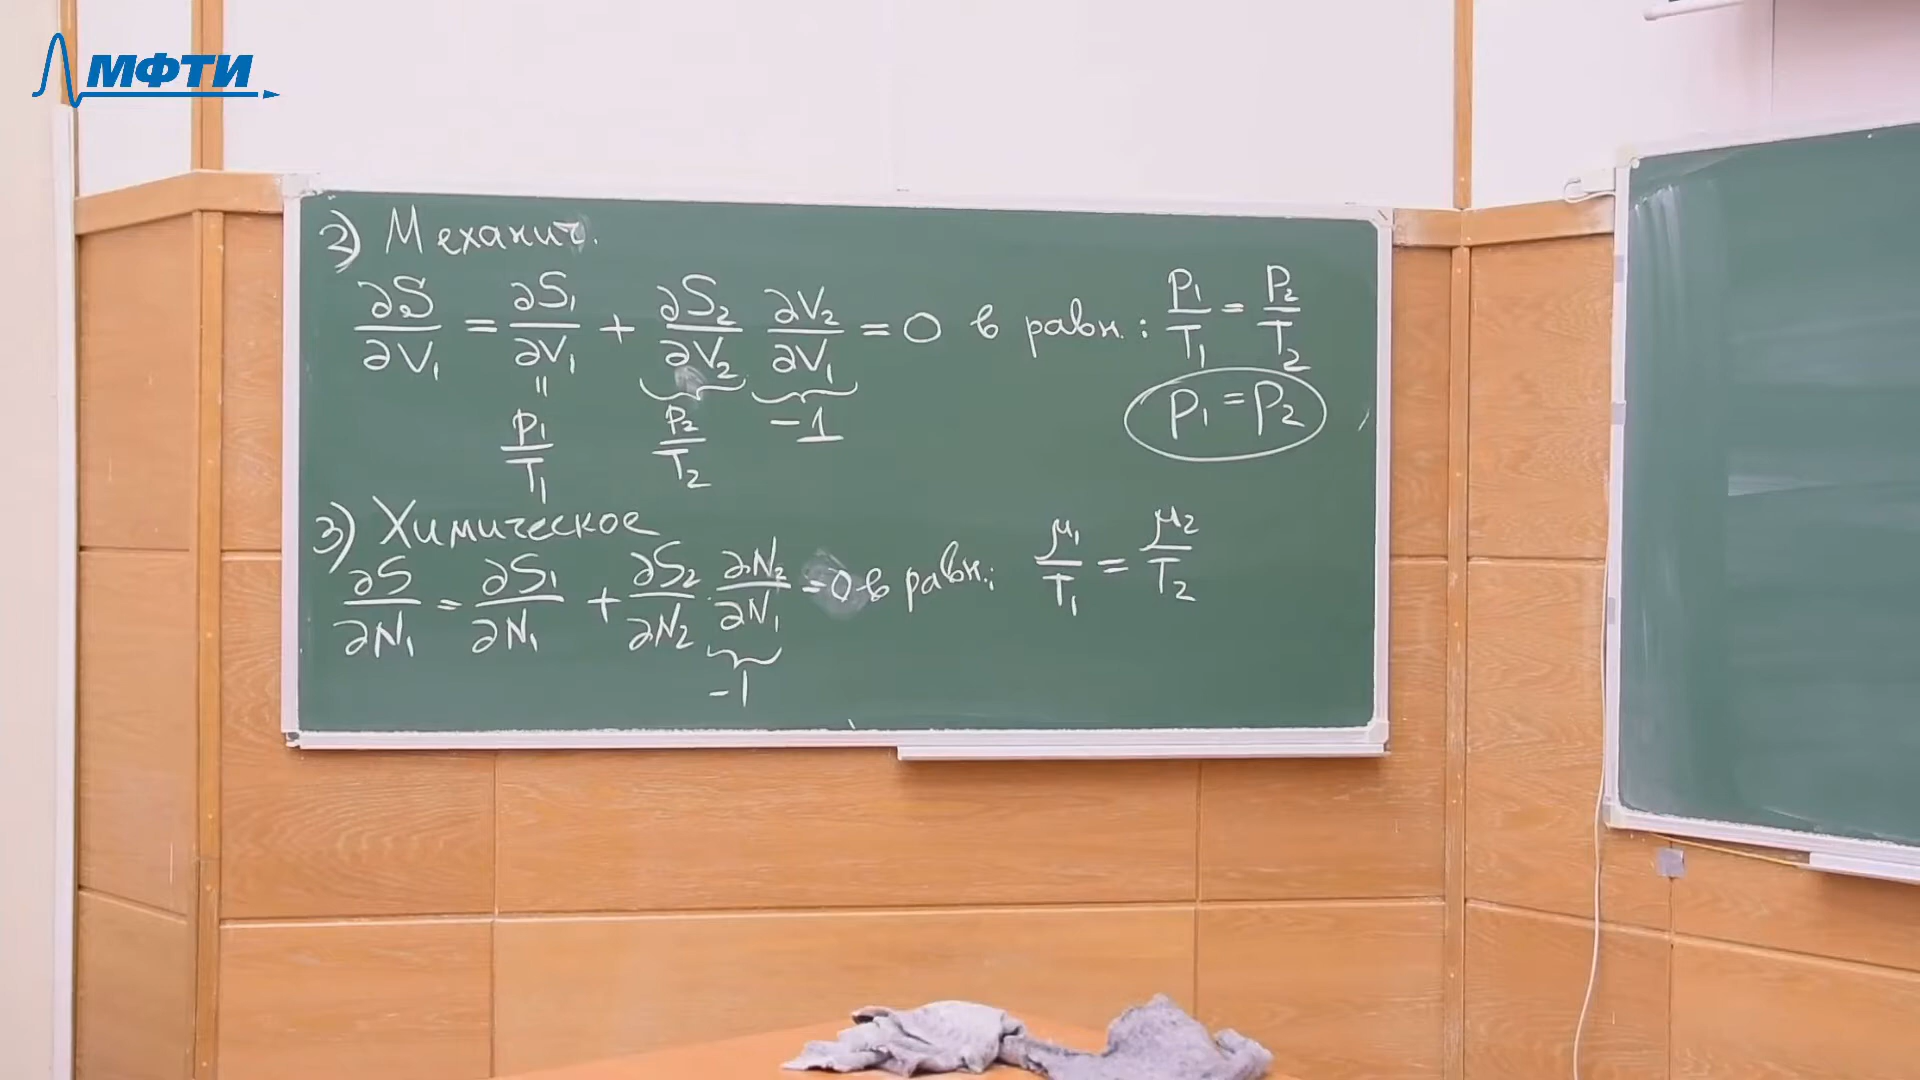 МФТИ
2) Механич.
∂S/∂V₁ = ∂S₁/∂V₁ + ∂S₂/∂V₂ ∂V₂/∂V₁ = 0 в равн.: P₁/T₁ = P₂/T₂
= P₁/T₁ P₂/T₂ -1 P₁ = P₂
3) Химическое
∂S/∂N₁ = ∂S₁/∂N₁ + ∂S₂/∂N₂ · ∂N₂/∂N₁ = 0 в равн.: μ₁/T₁ = μ₂/T₂
-1